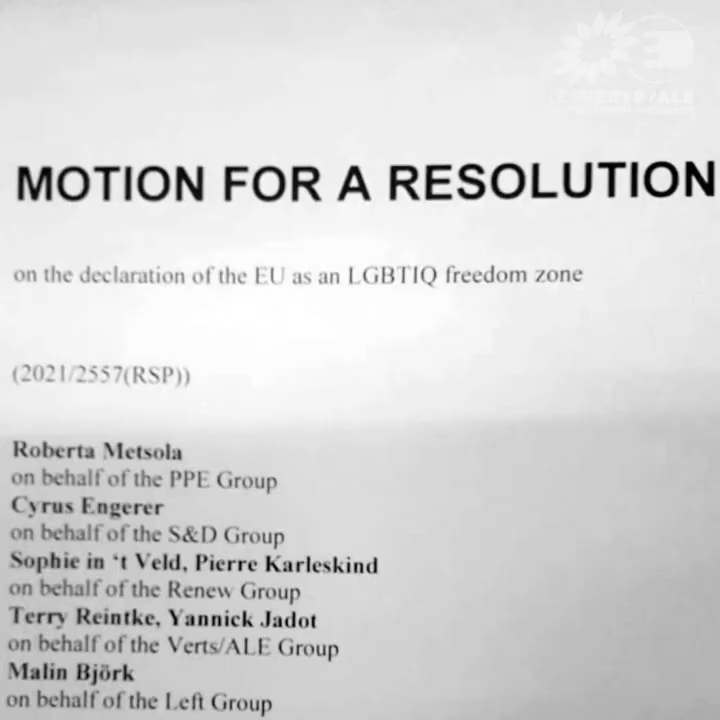 MOTION FOR A RESOLUTION
on the declaration of the EU as an LGBTIQ freedom zone
(2021/2557(RSP))
Roberta Metsola
on behalf of the PPE Group
Cyrus Engerer
on behalf of the S&D Group
Sophie in ‘t Veld, Pierre Karleskind
on behalf of the Renew Group
Terry Reintke, Yannick Jadot
on behalf of the Verts/ALE Group
Malin Björk
on behalf of the Left Group